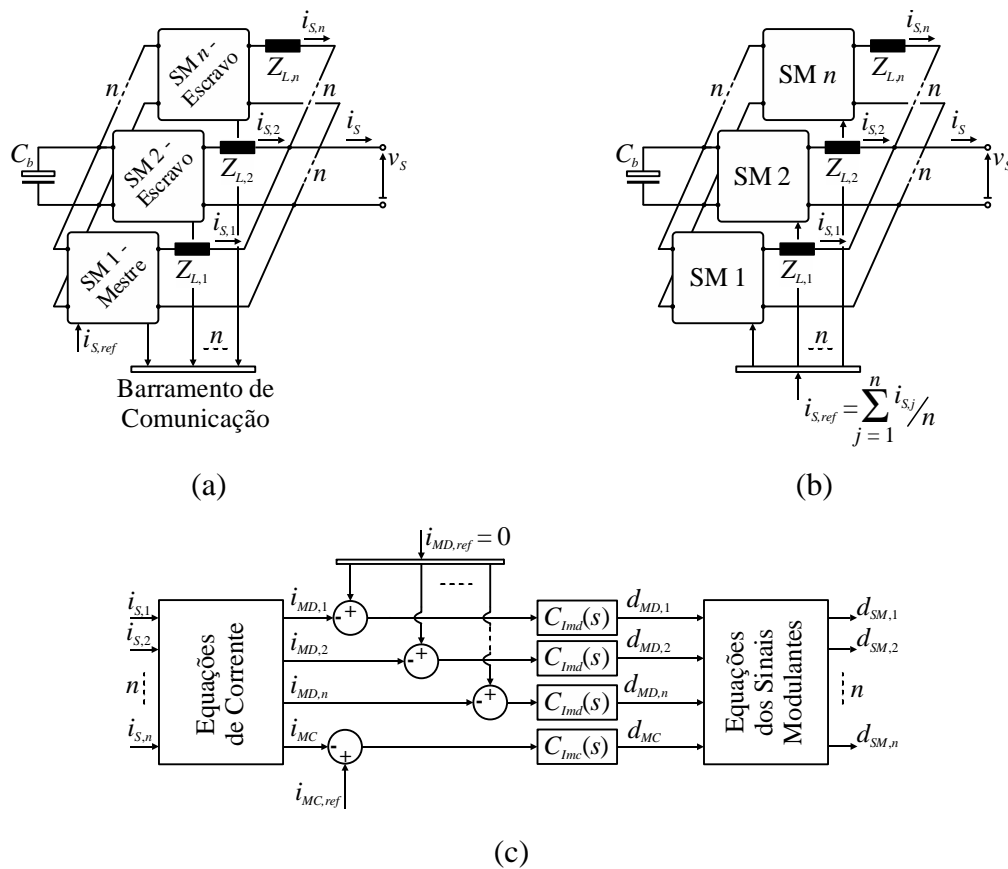 i_{S,n}
SM n - Escravo
Z_{L,n}
n
n
i_{S,2}
i_S
C_b
SM 2 - Escravo
Z_{L,2}
n
v_S
i_{S,1}
SM 1 - Mestre
Z_{L,1}
i_{S,ref}
n
Barramento de
Comunicação
(a)
i_{S,n}
SM n
Z_{L,n}
n
n
i_{S,2}
i_S
C_b
SM 2
Z_{L,2}
n
v_S
i_{S,1}
SM 1
Z_{L,1}
n
i_{S,ref} = \sum_{j = 1}^{n} i_{S,j}/n
(b)
i_{MD,ref} = 0
i_{S,1}
i_{S,2}
n
i_{S,n}
Equações
de Corrente
i_{MD,1}
i_{MD,2}
i_{MD,n}
i_{MC}
- +
- +
- +
- +
i_{MC,ref}
C_{Imd}(s)
C_{Imd}(s)
C_{Imd}(s)
C_{Imc}(s)
d_{MD,1}
d_{MD,2}
d_{MD,n}
d_{MC}
Equações
dos Sinais
Modulantes
d_{SM,1}
d_{SM,2}
n
d_{SM,n}
(c)